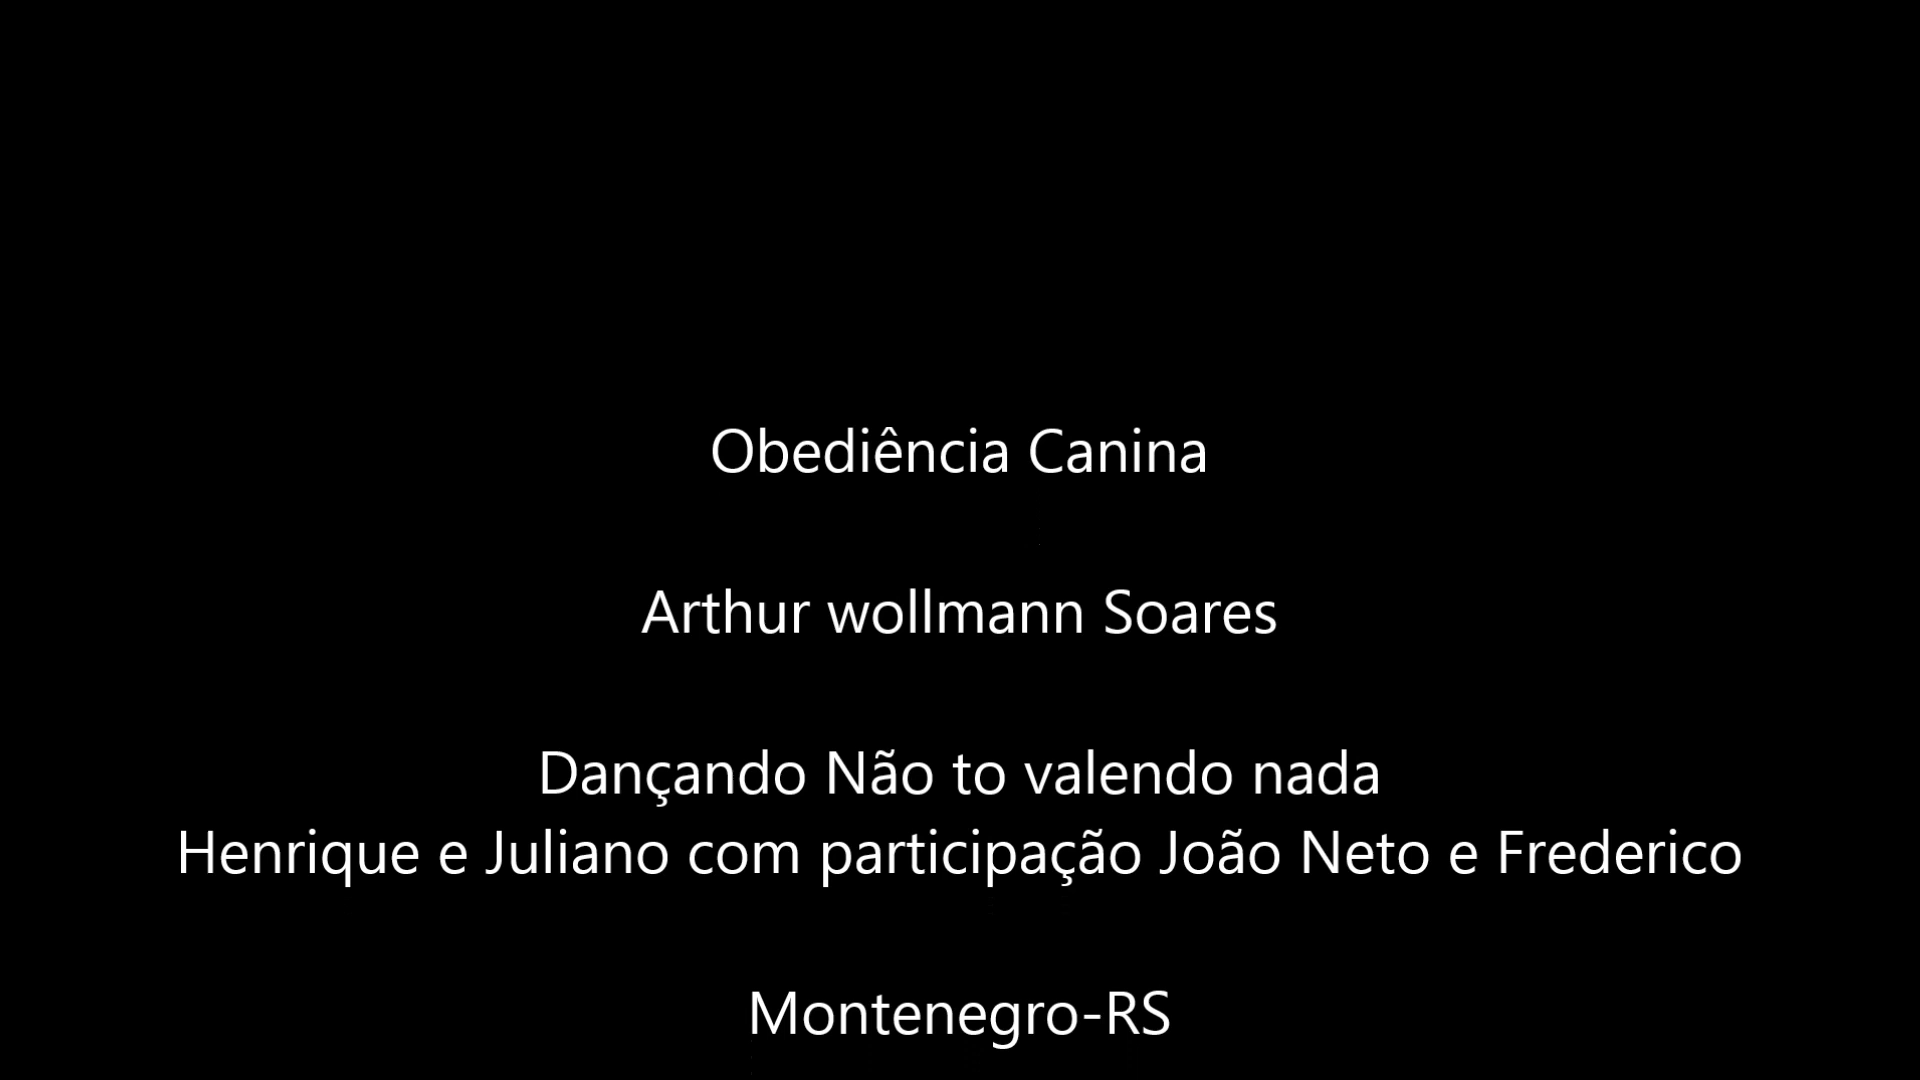 Obediência Canina
Arthur wollmann Soares
Dançando Não to valendo nada
Henrique e Juliano com participação João Neto e Frederico
Montenegro-RS